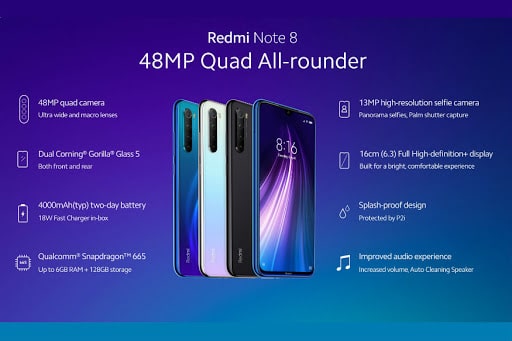 Redmi Note 8
48MP Quad All-rounder
48MP quad camera
Ultra wide and macro lenses
Dual Corning® Gorilla® Glass 5
Both front and rear
4000mAh(typ) two-day battery
18W Fast Charger in-box
665
Qualcomm® Snapdragon™ 665
Up to 6GB RAM + 128GB storage
Redmi
Redmi
Redmi
13MP high-resolution selfie camera
Panorama selfies, Palm shutter capture
16cm (6.3) Full High-definition+ display
Built for a bright, comfortable experience
Splash-proof design
Protected by P2i
Improved audio experience
Increased volume, Auto Cleaning Speaker